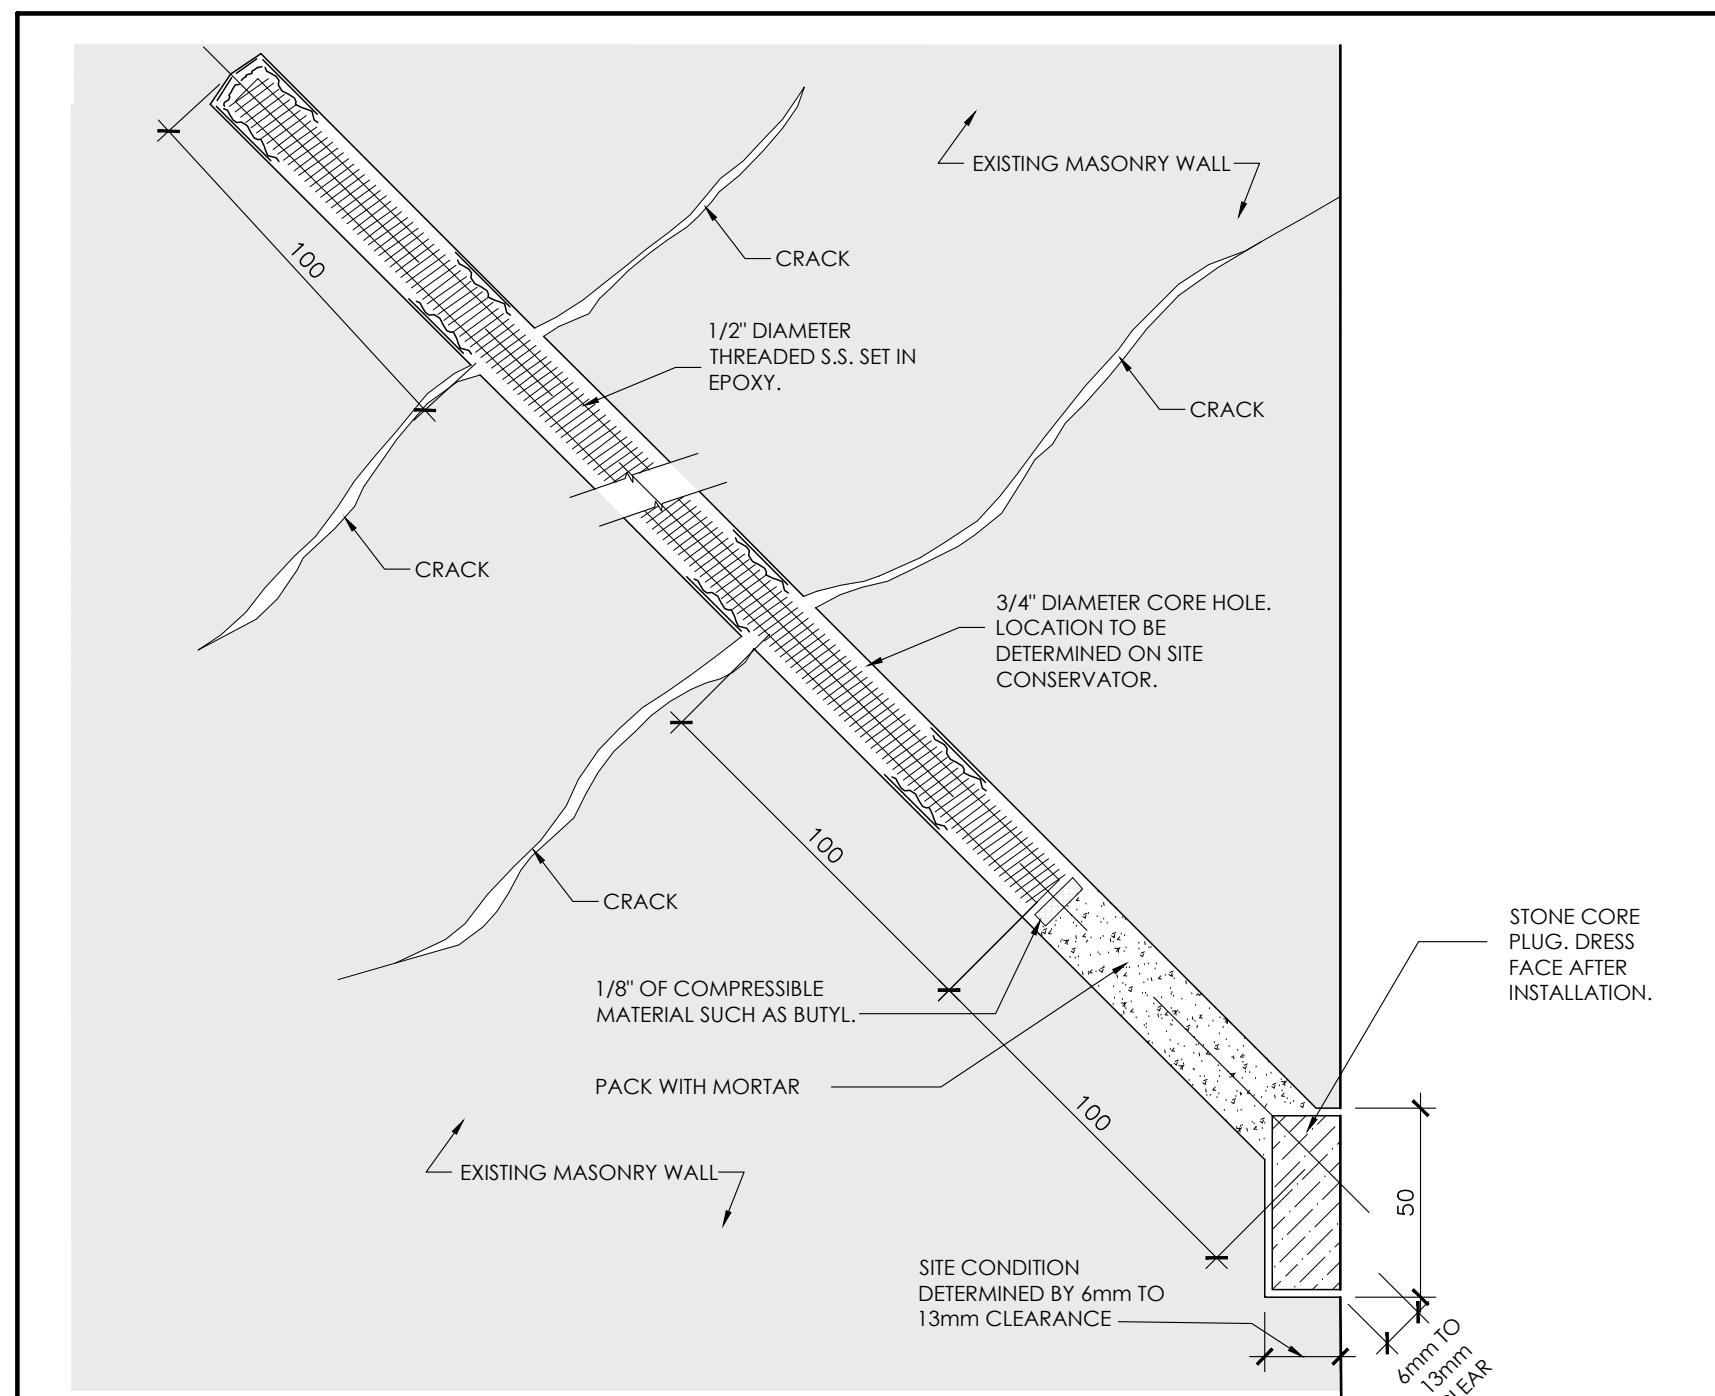 EXISTING MASONRY WALL
CRACK
100
1/2" DIAMETER
THREADED S.S. SET IN
EPOXY.
CRACK
CRACK
3/4" DIAMETER CORE HOLE.
LOCATION TO BE
DETERMINED ON SITE
CONSERVATOR.
100
CRACK
STONE CORE
PLUG. DRESS
FACE AFTER
INSTALLATION.
1/8" OF COMPRESSIBLE
MATERIAL SUCH AS BUTYL.
PACK WITH MORTAR
100
EXISTING MASONRY WALL
50
SITE CONDITION
DETERMINED BY 6mm TO
13mm CLEARANCE
6mm TO
13mm